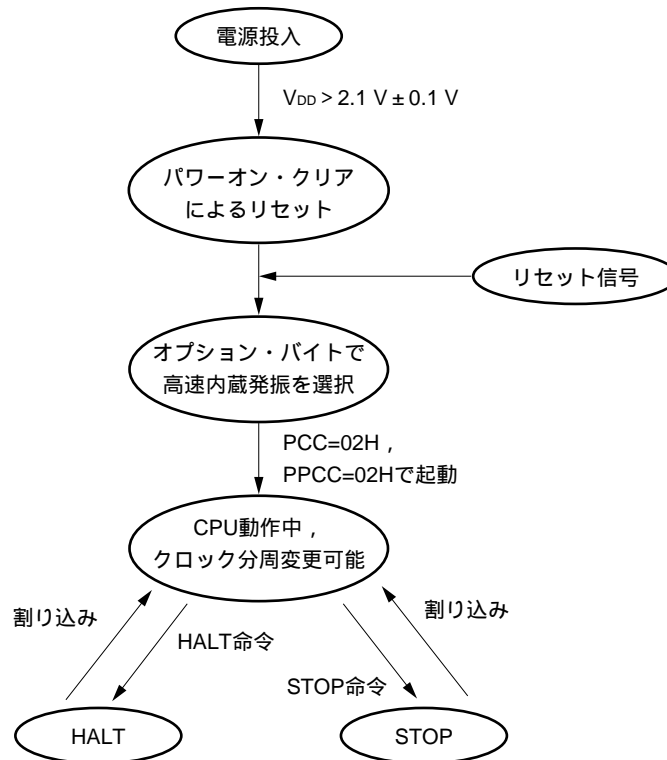 電源投入
VDD > 2.1 V ± 0.1 V
パワーオン・クリア
によるリセット
リセット信号
オプション・バイトで
高速内蔵発振を選択
PCC=02H ,
PPCC=02Hで起動
CPU動作中 ,
クロック分周変更可能
割り込み
HALT命令
割り込み
STOP命令
HALT
STOP